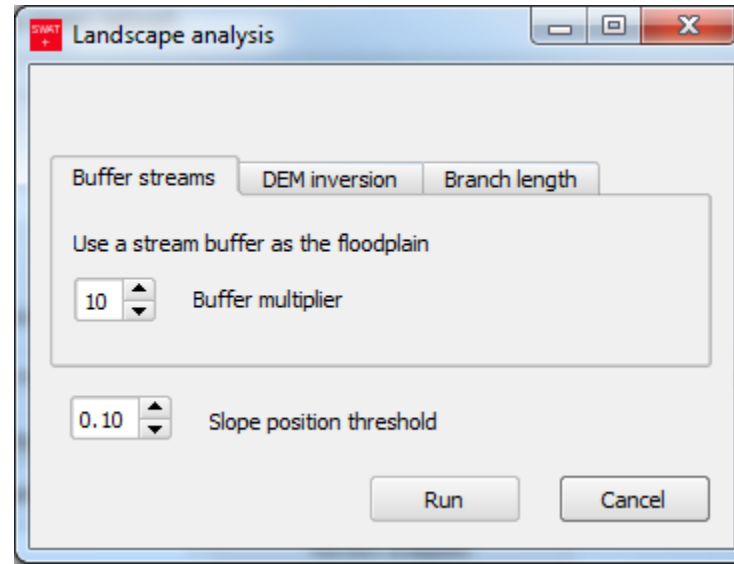 SWAT
+
Landscape analysis
Buffer streams DEM inversion Branch length
Use a stream buffer as the floodplain
10 Buffer multiplier
0.10 Slope position threshold
Run Cancel